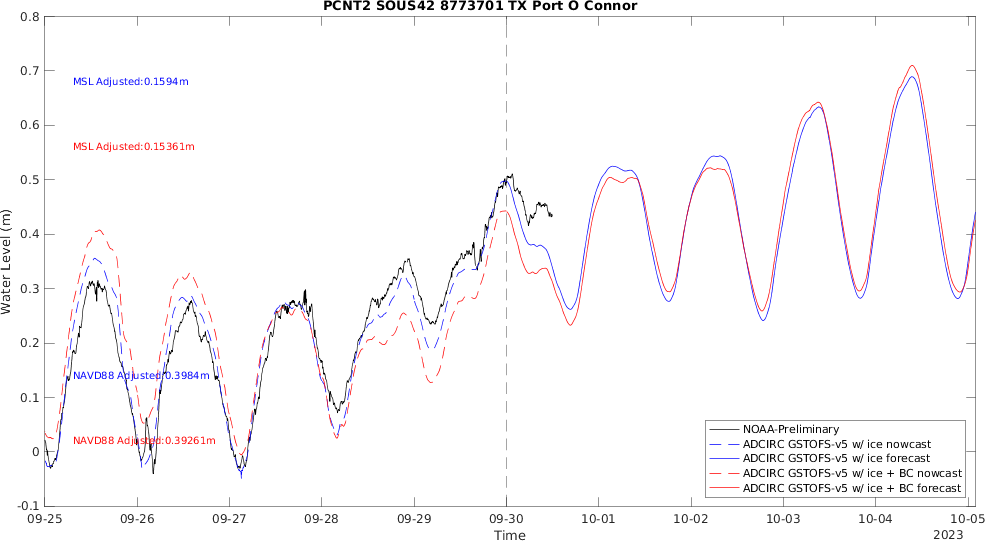 PCNT2 SOUS42 8773701 TX Port O Connor
0.8
0.7
0.6
0.5
0.4
0.3
0.2
0.1
0
-0.1
Water Level (m)
MSL Adjusted:0.1594m
MSL Adjusted:0.15361m
NAVD88 Adjusted:0.3984m
NAVD88 Adjusted:0.39261m
NOAA-Preliminary
ADCIRC GSTOFS-v5 w/ ice nowcast
ADCIRC GSTOFS-v5 w/ ice forecast
ADCIRC GSTOFS-v5 w/ ice + BC nowcast
ADCIRC GSTOFS-v5 w/ ice + BC forecast
09-25 09-26 09-27 09-28 09-29 09-30 10-01 10-02 10-03 10-04 10-05
Time
2023